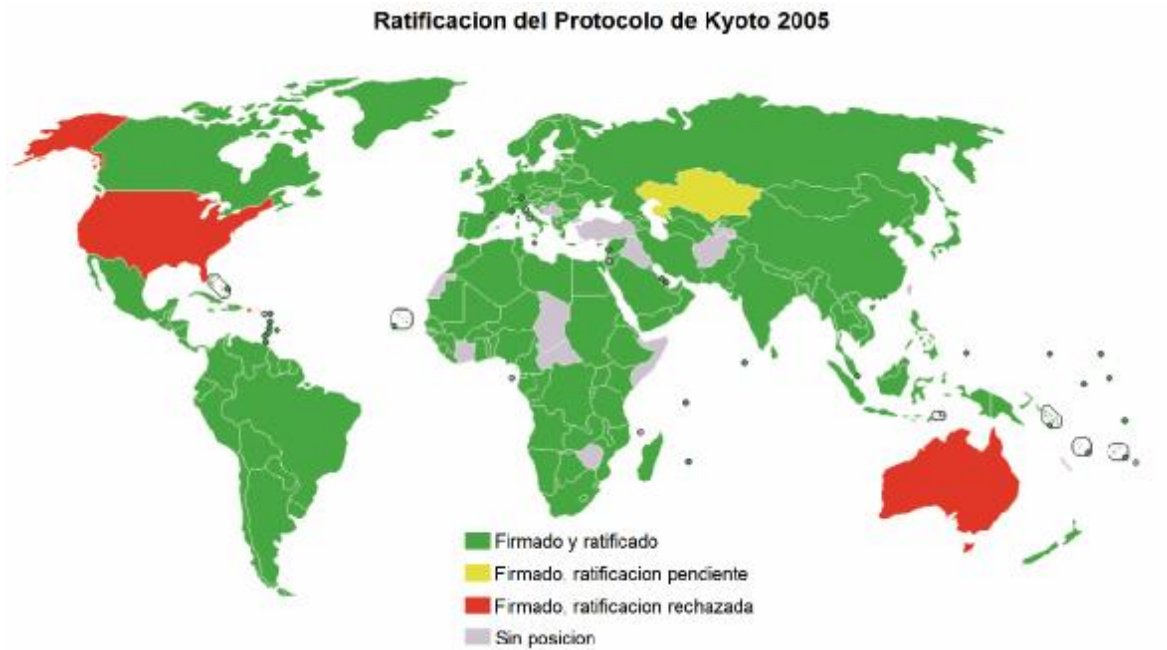 Ratificacion del Protocolo de Kyoto 2005
Firmado y ratificado
Firmado. ratificacion penciente
Firmado. ratificacion rechazada
Sin posicion